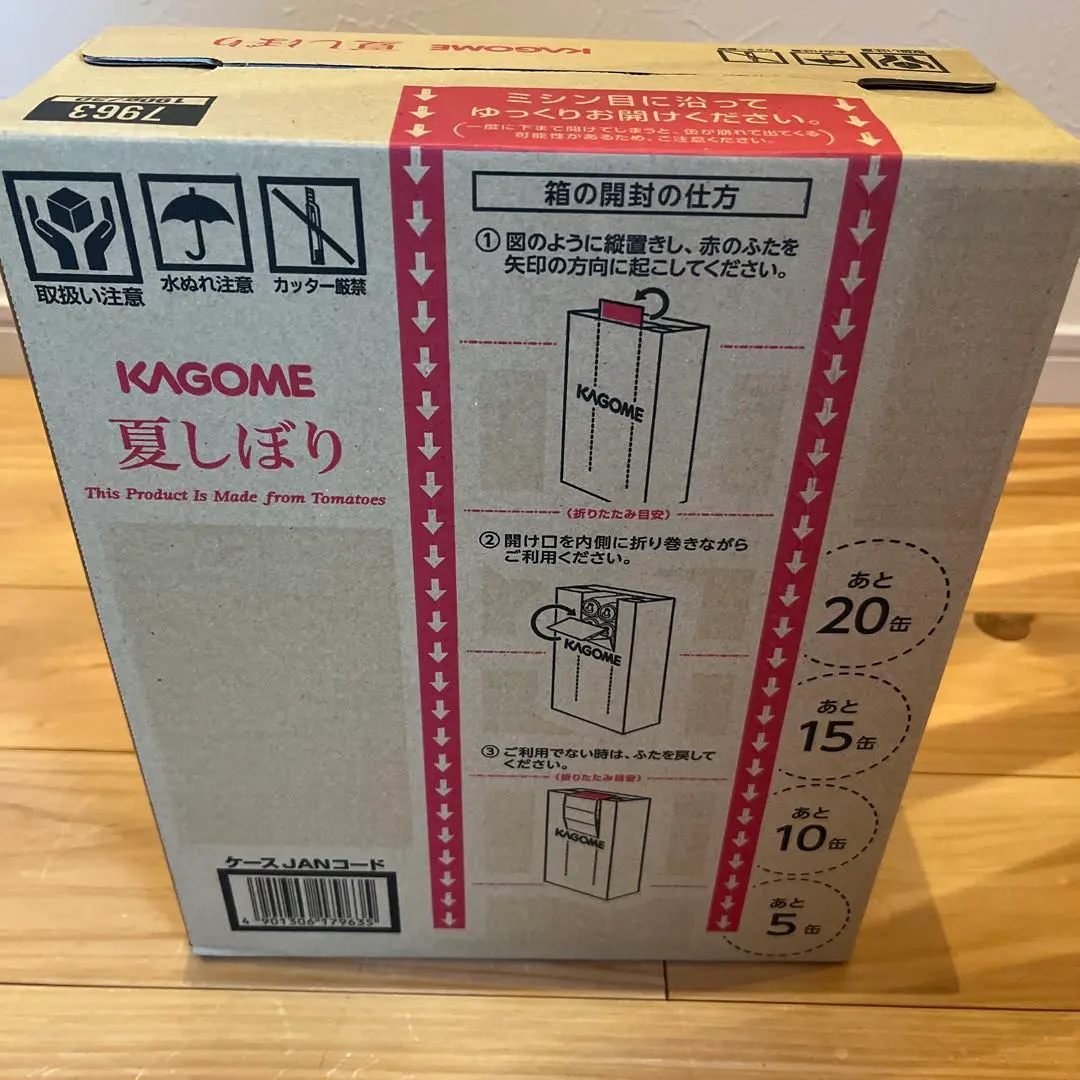 KAGOME 夏しぼり
7963
ミシン目に沿って
ゆっくりお開けください。
(一度に下まで開けてしまうと、缶が崩れて出てくる
可能性があるため、ご注意ください。)
取扱い注意
水ぬれ注意
カッター厳禁
KAGOME
夏しぼり
This Product Is Made from Tomatoes
箱の開封の仕方
① 図のように縦置きし、赤のふたを
矢印の方向に起こしてください。
KAGOME
(折りたたみ目安)
② 開け口を内側に折り巻きながら
ご利用ください。
KAGOME
③ ご利用でない時は、ふたを戻して
ください。
(折りたたみ目安)
KAGOME
あと
20缶
あと
15缶
あと
10缶
あと
5缶
ケースJANコード
4 901306 179635